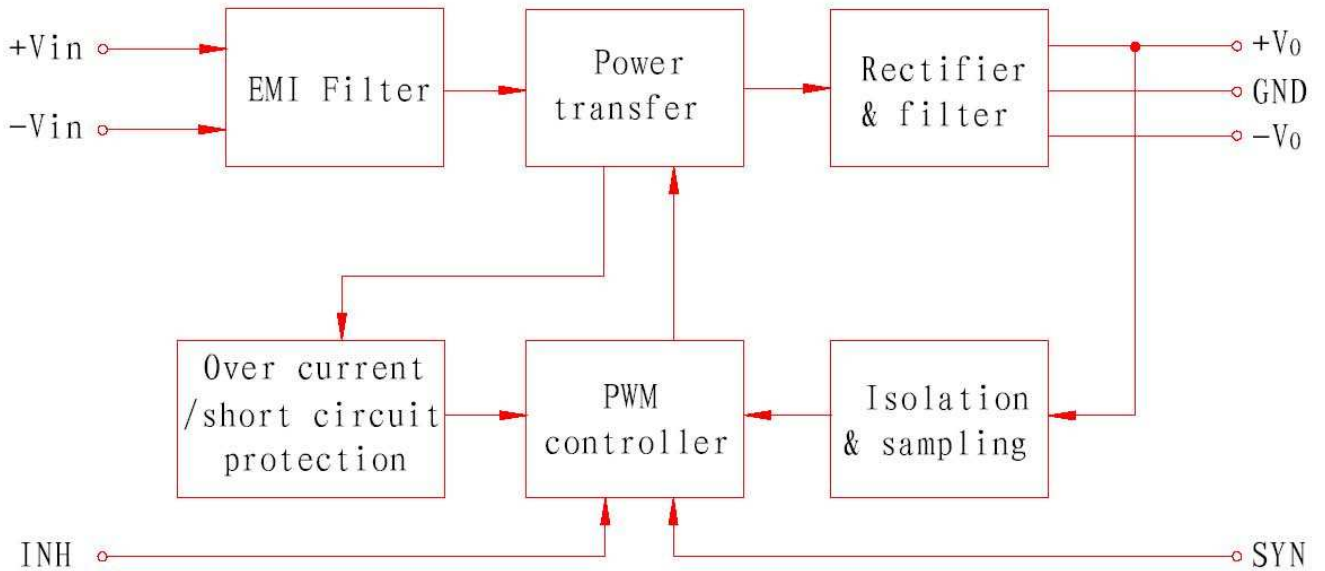 +Vin
-Vin
EMI Filter
Power
transfer
Rectifier
& filter
+V₀
GND
-V₀
Over current
/short circuit
protection
PWM
controller
Isolation
& sampling
INH
SYN